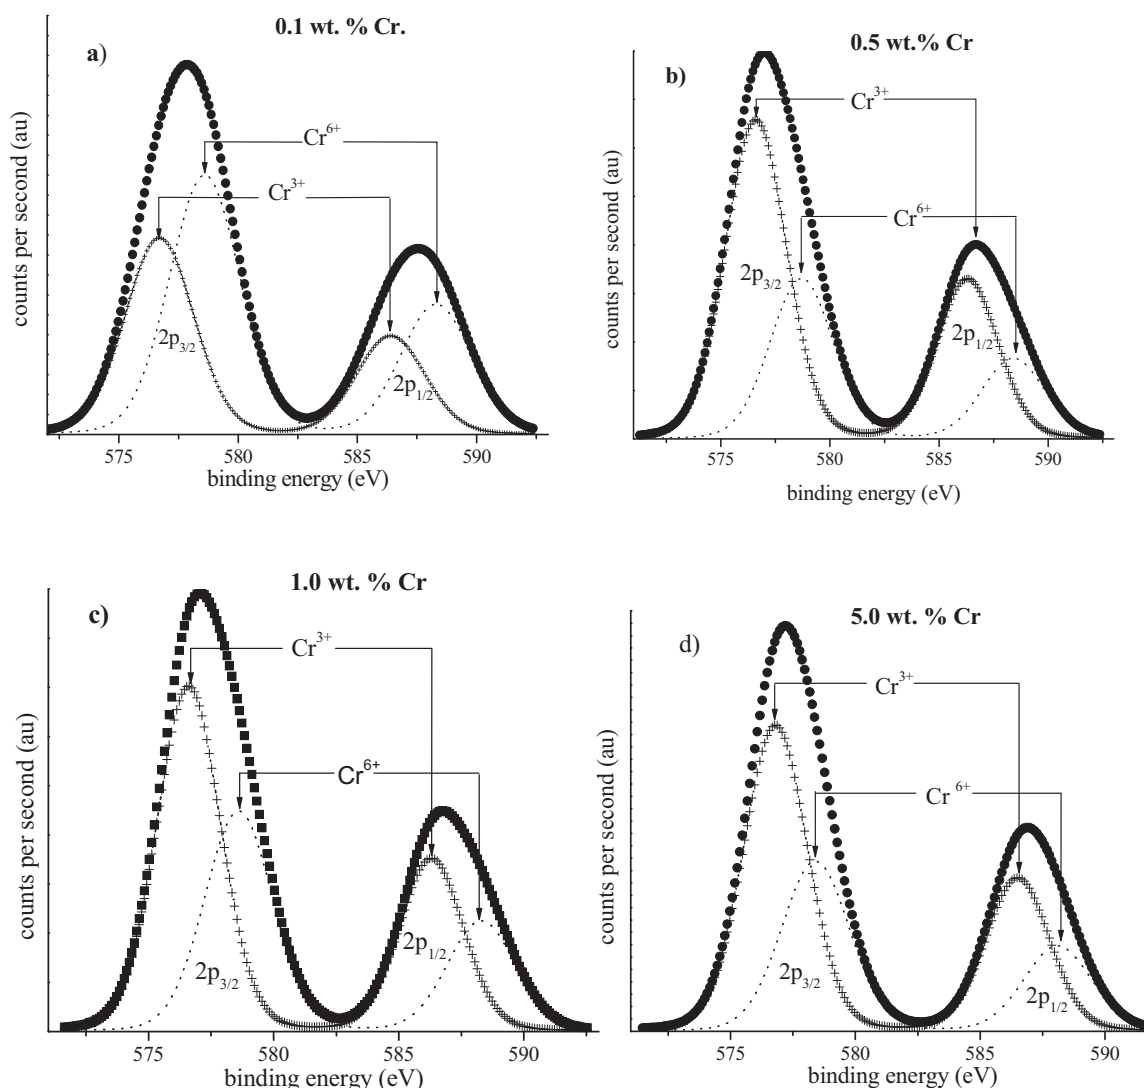 0.1 wt. % Cr.
a)
counts per second (au)
Cr6+
Cr3+
2p3/2
2p1/2
575 580 585 590
binding energy (eV)
0.5 wt.% Cr
b)
counts per second (au)
Cr3+
Cr6+
2p3/2
2p1/2
575 580 585 590
binding energy (eV)
1.0 wt. % Cr
c)
counts per second (au)
Cr3+
Cr6+
2p3/2
2p1/2
575 580 585 590
binding energy (eV)
5.0 wt. % Cr
d)
counts per second (au)
Cr3+
Cr 6+
2p3/2
2p1/2
575 580 585 590
binding energy (eV)